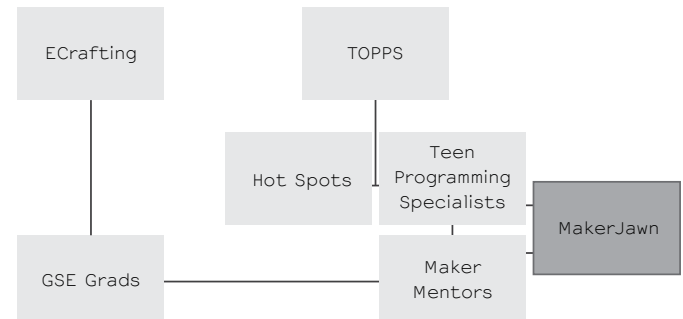 ECrafting
TOPPS
Hot Spots
Teen
Programming
Specialists
MakerJawn
GSE Grads
Maker
Mentors